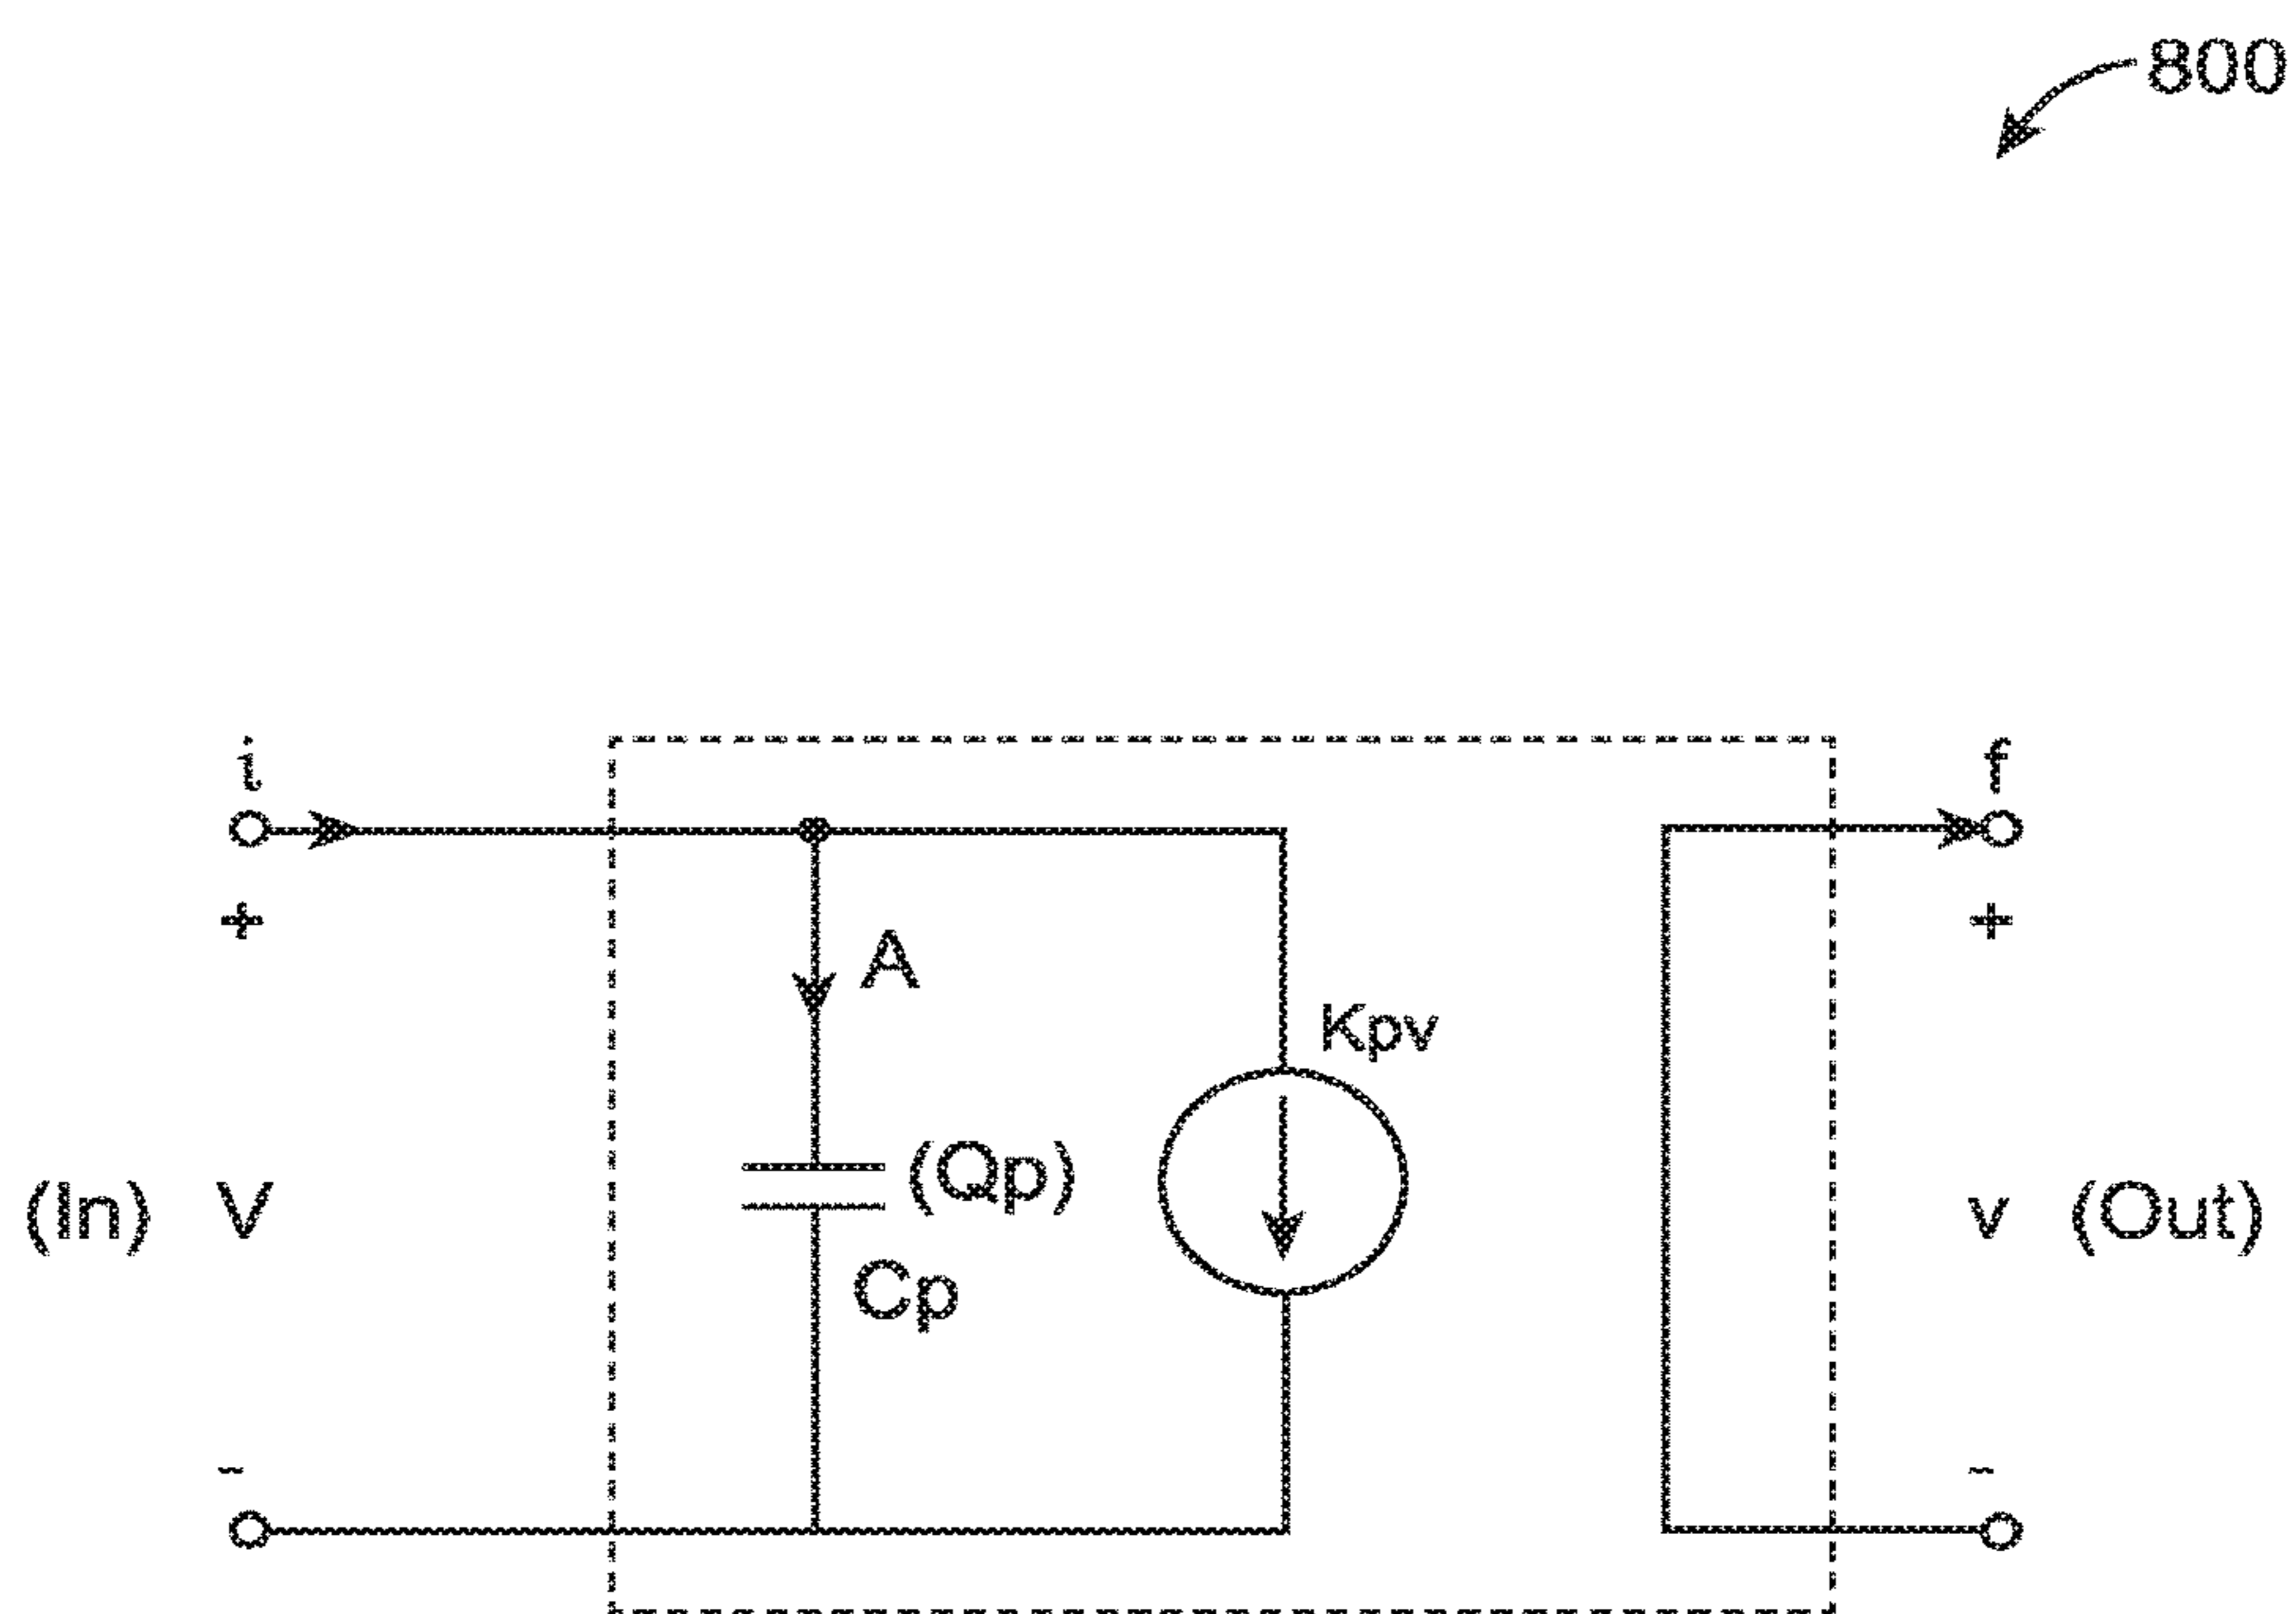 800
i
f
+
+
A
Kpv
(Qp)
(In) V
v (Out)
Cp
-
-